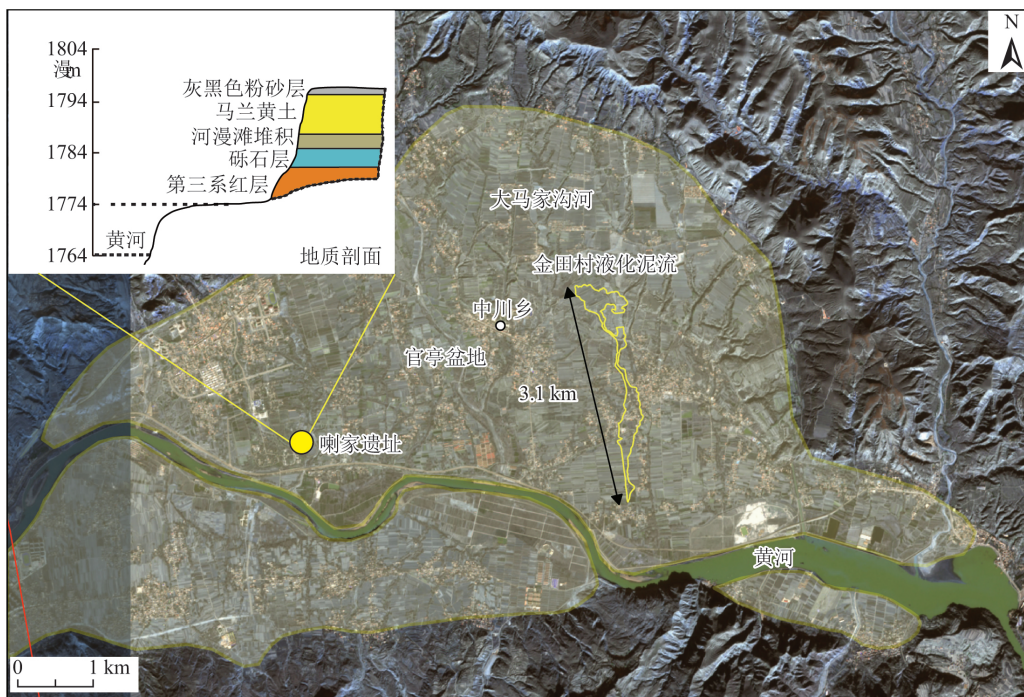 1804
漫
m
灰黑色粉砂层
1794
马兰黄土
河漫滩堆积
1784
砾石层
第三系红层
1774
黄河
1764
地质剖面
N
大马家沟河
金田村液化泥流
中川乡
官亭盆地
3.1 km
喇家遗址
黄河
0
1 km